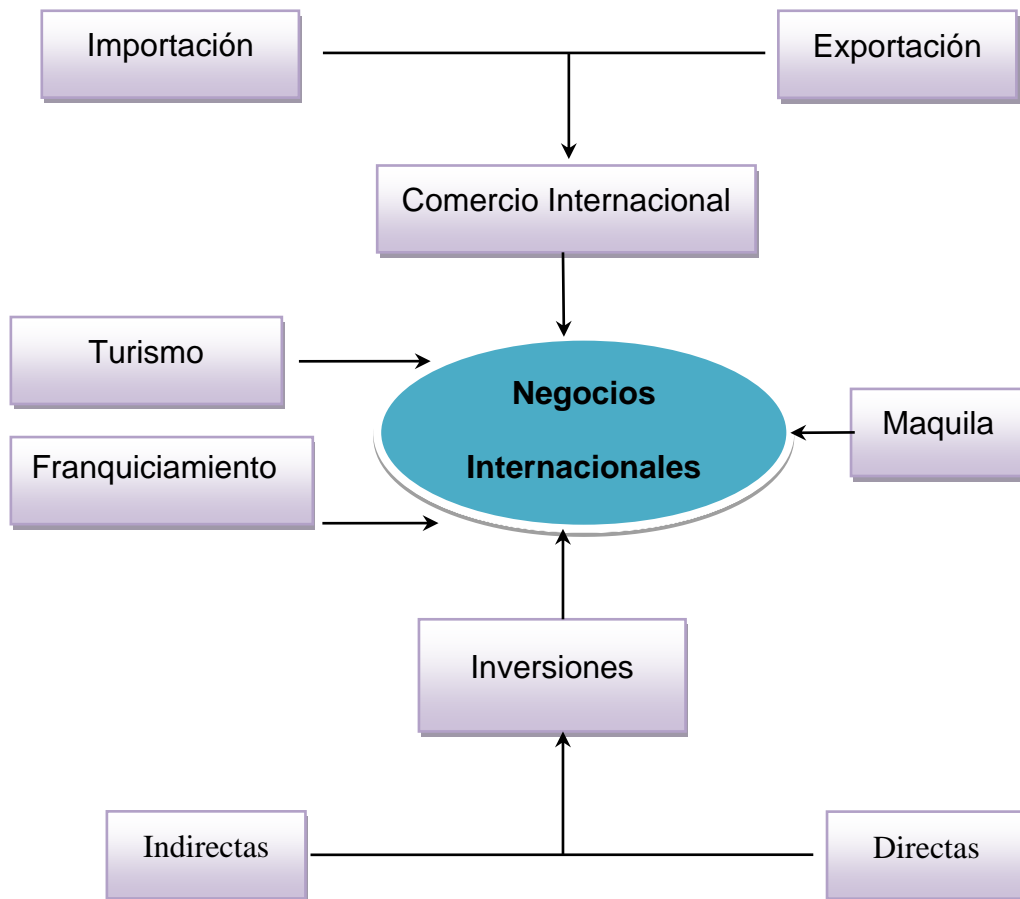 Importación
Exportación
Comercio Internacional
Turismo
Negocios
Internacionales
Maquila
Franquiciamiento
Inversiones
Indirectas
Directas